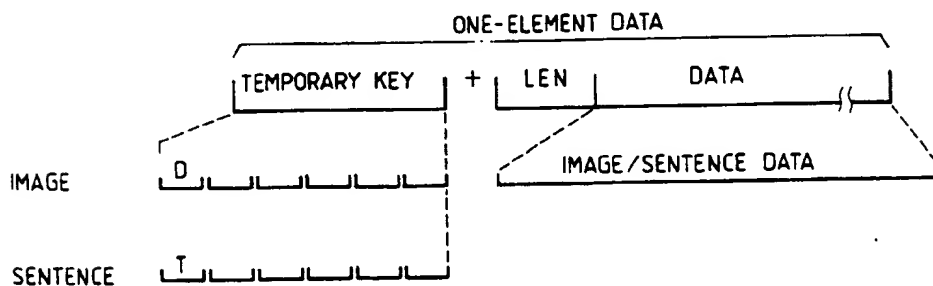 ONE-ELEMENT DATA
TEMPORARY KEY + LEN DATA
IMAGE D IMAGE/SENTENCE DATA
SENTENCE T